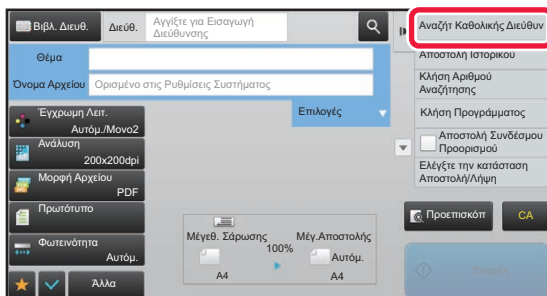 Βιβλ. Διευθ.
Διεύθ.
Αγγίξτε για Εισαγωγή
Διεύθυνσης
Θέμα
Όνομα Αρχείου
Ορισμένο στις Ρυθμίσεις Συστήματος
Επιλογές
Έγχρωμη Λειτ.
Αυτόμ./Μονο2
Ανάλυση
200x200dpi
Μορφή Αρχείου
PDF
Πρωτότυπο
Φωτεινότητα
Αυτόμ.
Άλλα
Μέγεθ. Σάρωσης
100%
Μέγ.Αποστολής
Αυτόμ.
A4
A4
Αναζήτ Καθολικής Διεύθυν
Αποστολή Ιστορικού
Κλήση Αριθμού
Αναζήτησης
Κλήση Προγράμματος
Αποστολή Συνδέσμου
Προορισμού
Ελέγξτε την κατάσταση
Αποστολή/Λήψη
Προεπισκόπ
CA
Έναρξη